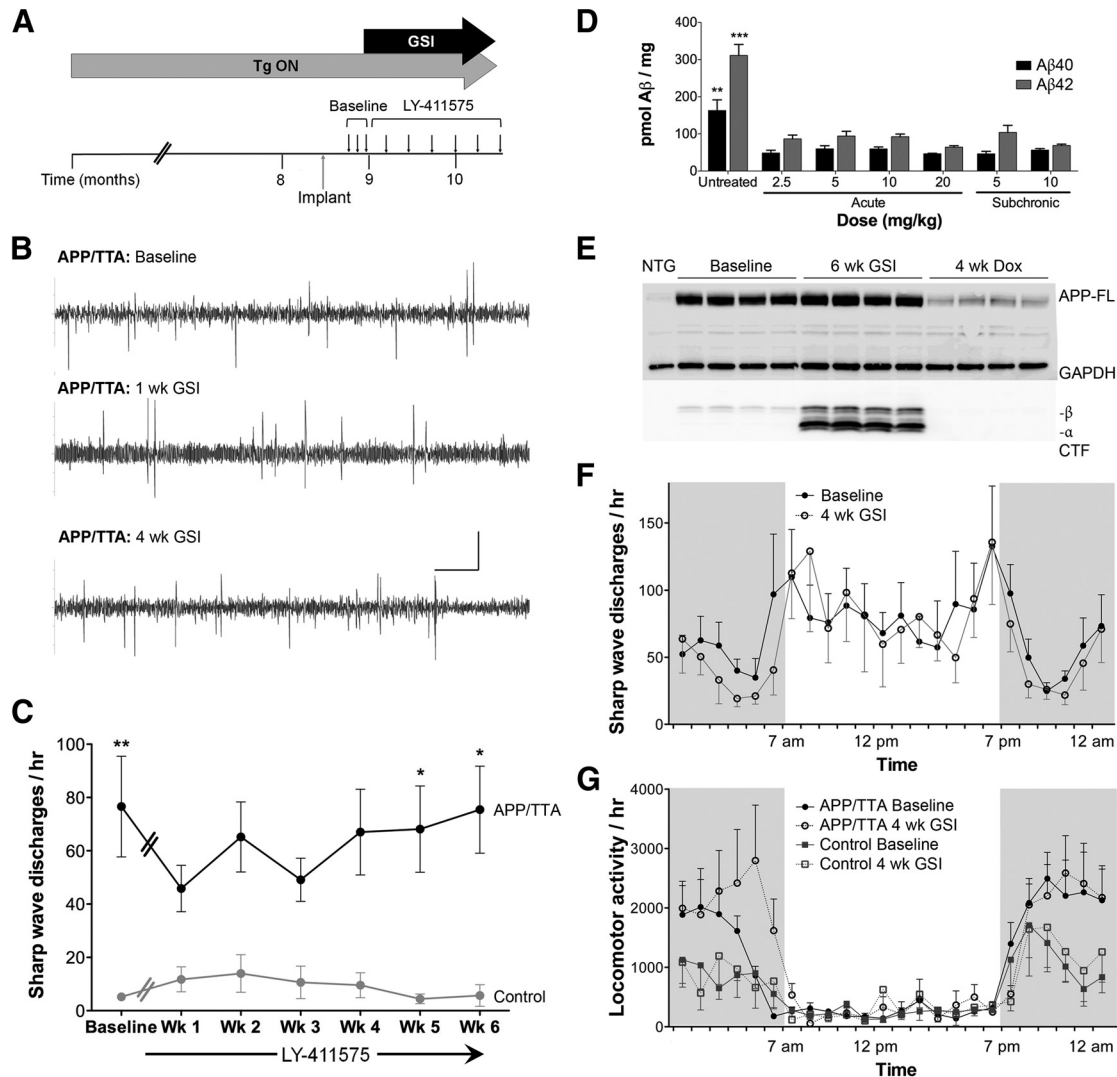 A
GSI
Tg ON
Baseline LY-411575
Time (months) 8 9 10
Implant
B
APP/TTA: Baseline
APP/TTA: 1 wk GSI
APP/TTA: 4 wk GSI
C
Sharp wave discharges / hr
100
80
60
40
20
0
** * *
APP/TTA
Control
Baseline Wk 1 Wk 2 Wk 3 Wk 4 Wk 5 Wk 6
LY-411575
D
pmol Aβ / mg
400
300
200
100
0
** ***
Aβ40
Aβ42
Untreated 2.5 5 10 20 5 10
Acute Subchronic
Dose (mg/kg)
E
NTG Baseline 6 wk GSI 4 wk Dox
APP-FL
GAPDH
-β
-α
CTF
F
Sharp wave discharges / hr
150
100
50
0
Baseline
4 wk GSI
7 am 12 pm 7 pm 12 am
Time
G
Locomotor activity / hr
4000
3000
2000
1000
0
APP/TTA Baseline
APP/TTA 4 wk GSI
Control Baseline
Control 4 wk GSI
7 am 12 pm 7 pm 12 am
Time